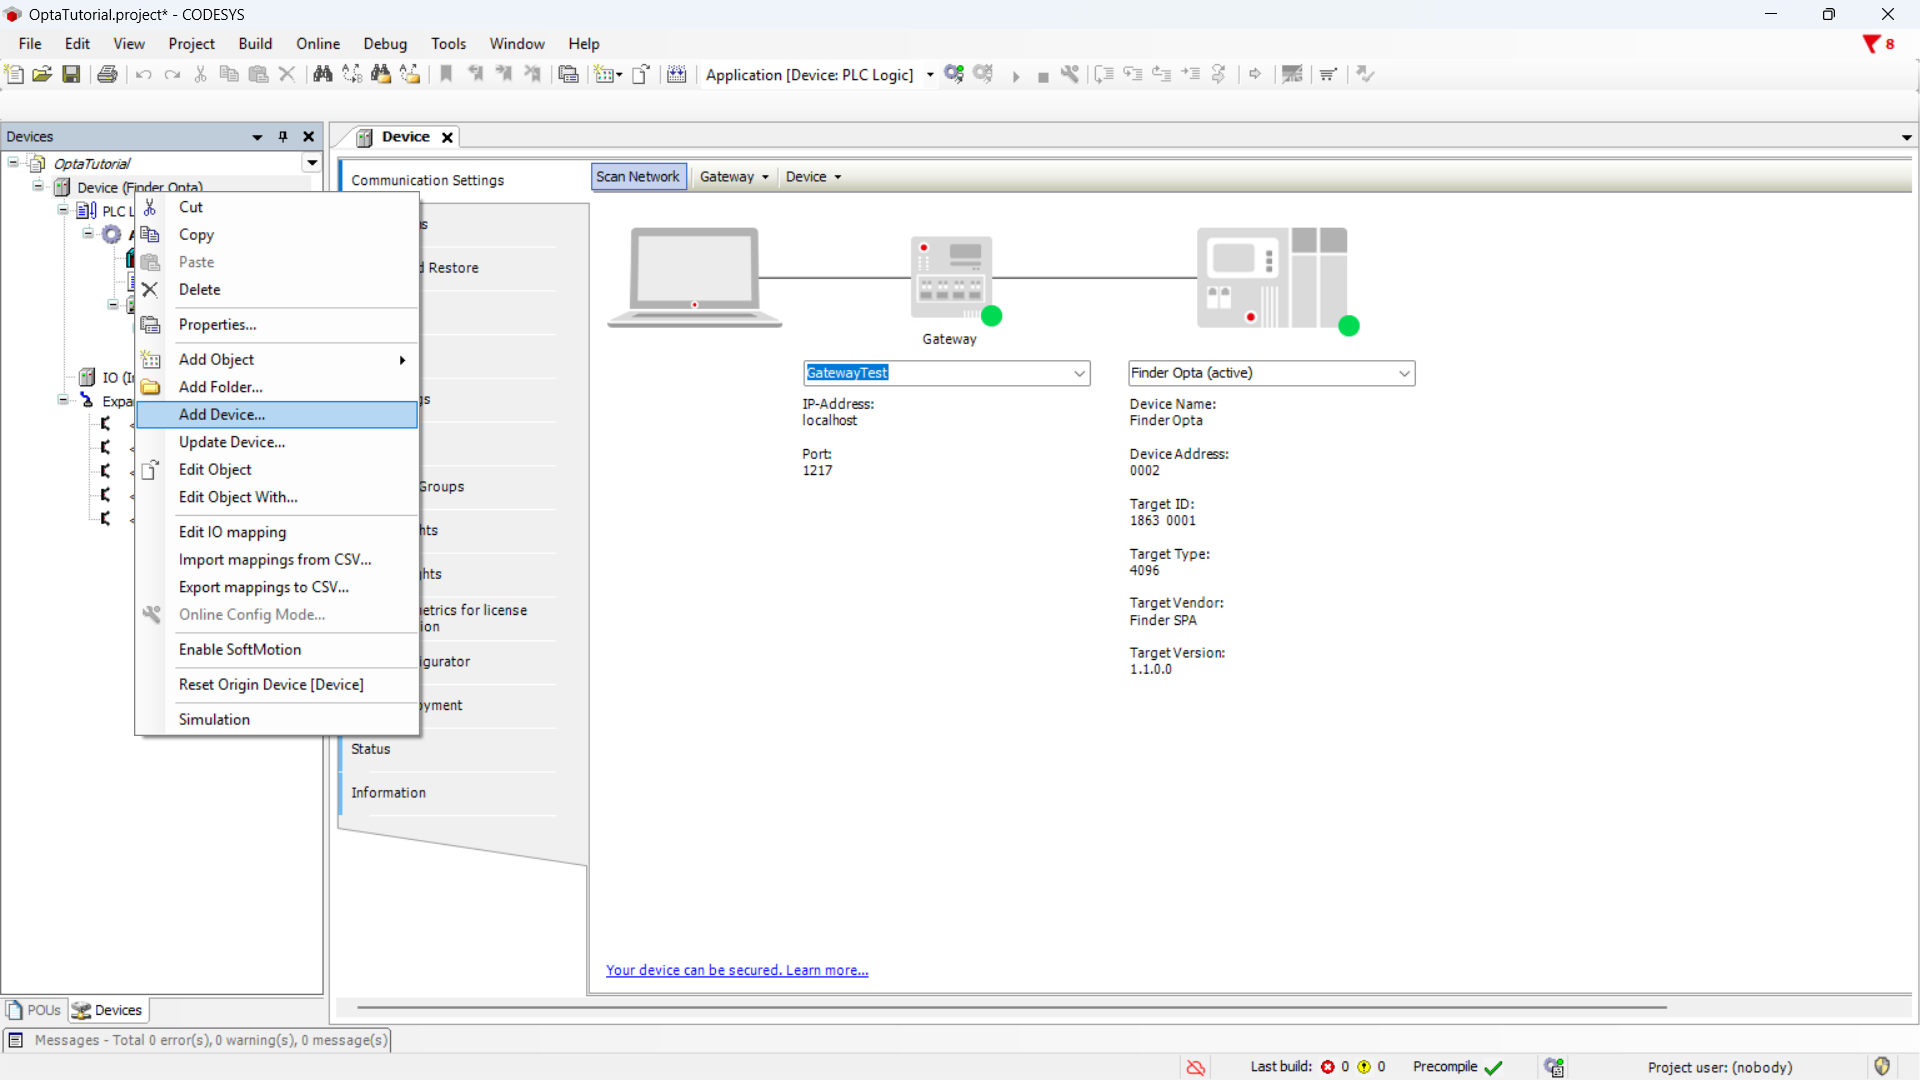 OptaTutorial.project* - CODESYS
File Edit View Project Build Online Debug Tools Window Help
8
Application [Device: PLC Logic]
Devices
Device
OptaTutorial
Device (Finder Opta)
PLC L
IO (I
Expa
Cut
Copy
Paste
Delete
Properties...
Add Object
Add Folder...
Add Device...
Update Device...
Edit Object
Edit Object With...
Edit IO mapping
Import mappings from CSV...
Export mappings to CSV...
Online Config Mode...
Enable SoftMotion
Reset Origin Device [Device]
Simulation
Communication Settings
s
d Restore
gs
Groups
hts
hts
etrics for license
ion
igurator
yment
Status
Information
Scan Network Gateway Device
Gateway
GatewayTest
IP-Address:
localhost
Port:
1217
Finder Opta (active)
Device Name:
Finder Opta
Device Address:
0002
Target ID:
1863 0001
Target Type:
4096
Target Vendor:
Finder SPA
Target Version:
1.1.0.0
Your device can be secured. Learn more...
POUs Devices
Messages - Total 0 error(s), 0 warning(s), 0 message(s)
Last build: 0 0 Precompile Project user: (nobody)